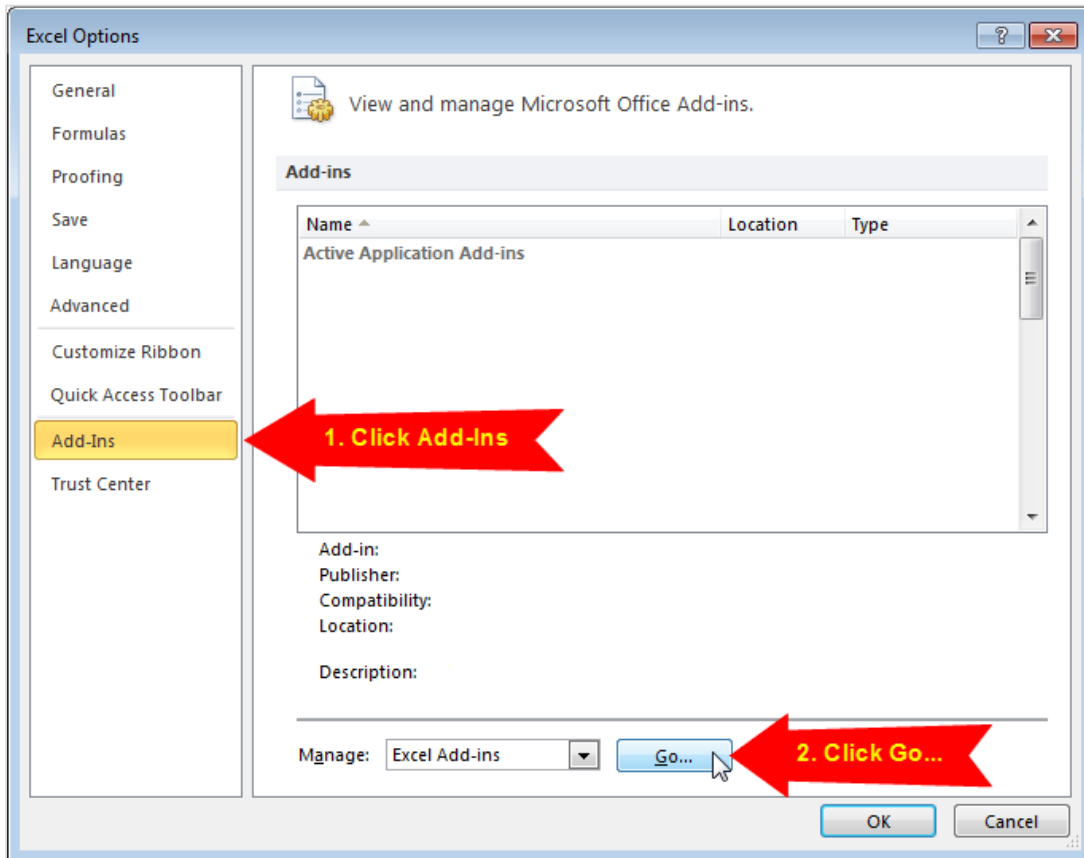 Excel Options
General
Formulas
Proofing
Save
Language
Advanced
Customize Ribbon
Quick Access Toolbar
Add-Ins
Trust Center
View and manage Microsoft Office Add-ins.
Add-ins
Name Location Type
Active Application Add-ins
1. Click Add-Ins
Add-in:
Publisher:
Compatibility:
Location:
Description:
Manage: Excel Add-ins Go...
2. Click Go...
OK Cancel